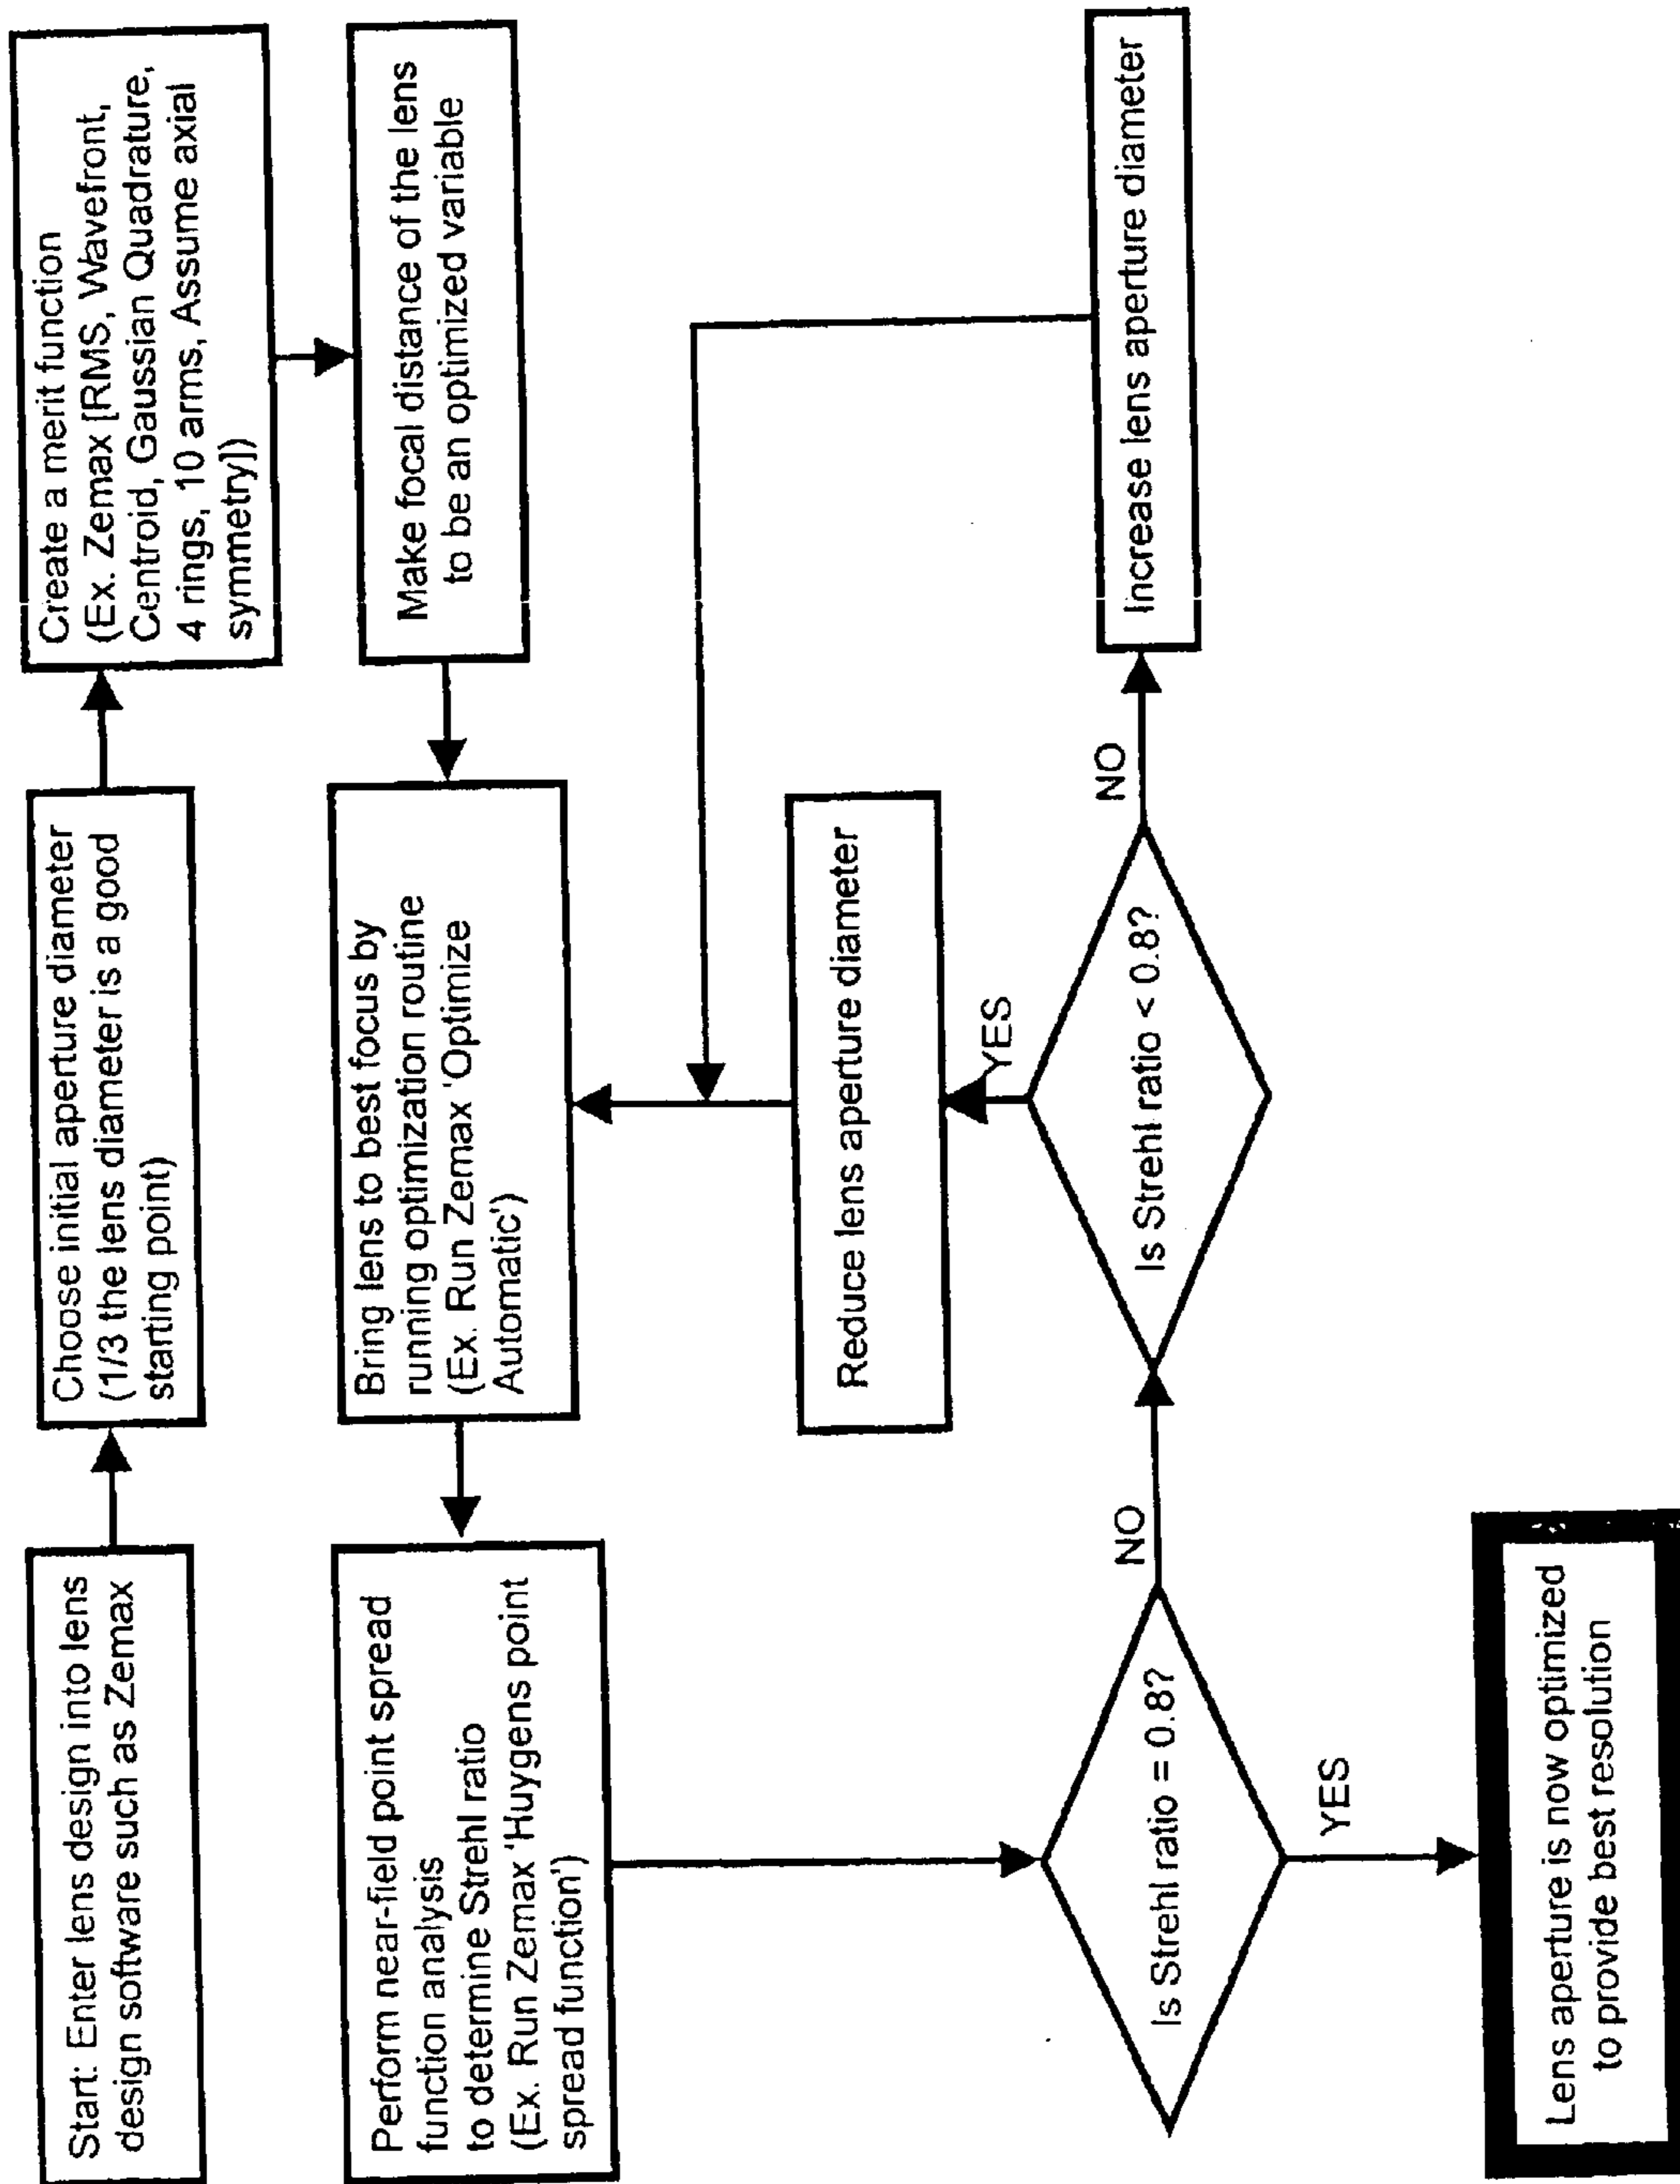 Start: Enter lens design into lens
design software such as Zemax
Choose initial aperture diameter
(1/3 the lens diameter is a good
starting point)
Create a merit function
(Ex. Zemax [RMS, Wavefront,
Centroid, Gaussian Quadrature,
4 rings, 10 arms, Assume axial
symmetry])
Make focal distance of the lens
to be an optimized variable
Bring lens to best focus by
running optimization routine
(Ex. Run Zemax 'Optimize
Automatic')
Perform near-field point spread
function analysis
to determine Strehl ratio
(Ex. Run Zemax 'Huygens point
spread function')
Is Strehl ratio = 0.8?
NO
YES
Is Strehl ratio < 0.8?
YES
NO
Reduce lens aperture diameter
Increase lens aperture diameter
Lens aperture is now optimized
to provide best resolution